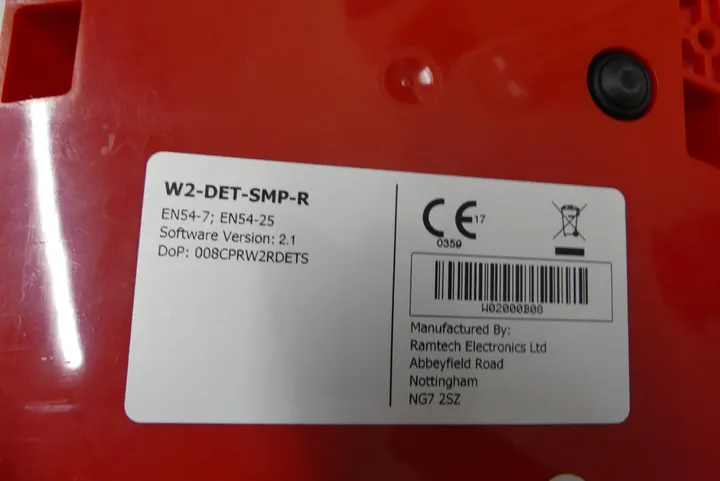 W2-DET-SMP-R
EN54-7; EN54-25
Software Version: 2.1
DoP: 008CPRW2RDETS
CE 17
0359
W02000B08
Manufactured By:
Ramtech Electronics Ltd
Abbeyfield Road
Nottingham
NG7 2SZ